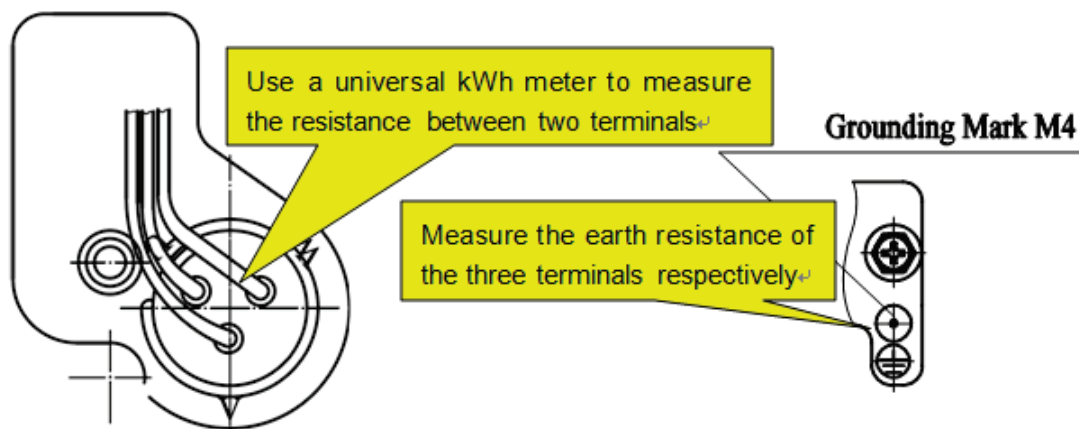 Use a universal kWh meter to measure
the resistance between two terminals↵
Grounding Mark M4
Measure the earth resistance of
the three terminals respectively↵